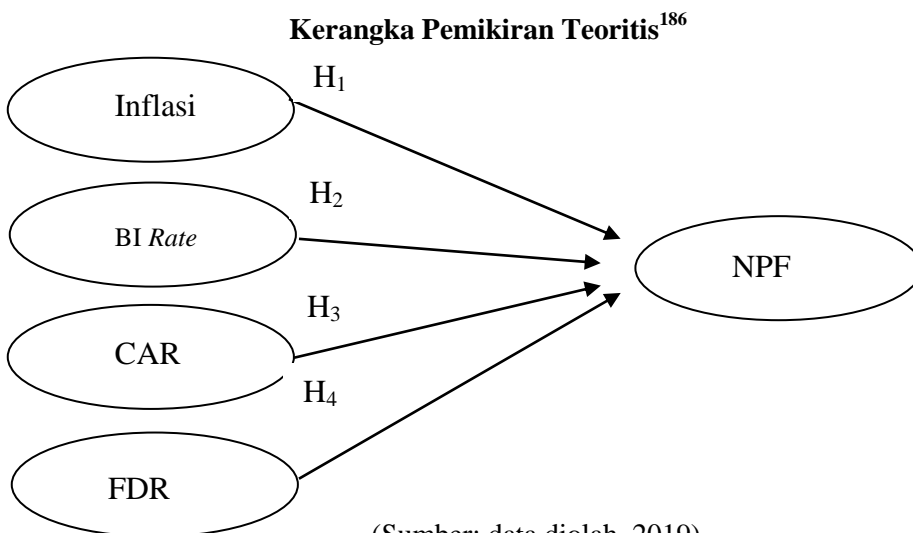 Kerangka Pemikiran Teoritis¹⁸⁶
H₁
Inflasi
H₂
BI Rate
NPF
H₃
CAR
H₄
FDR
(Sumber: data diolah, 2019)